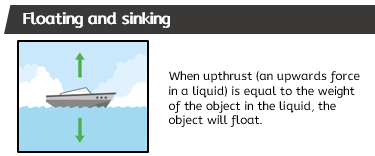 Floating and sinking
When upthrust (an upwards force
in a liquid) is equal to the weight
of the object in the liquid, the
object will float.